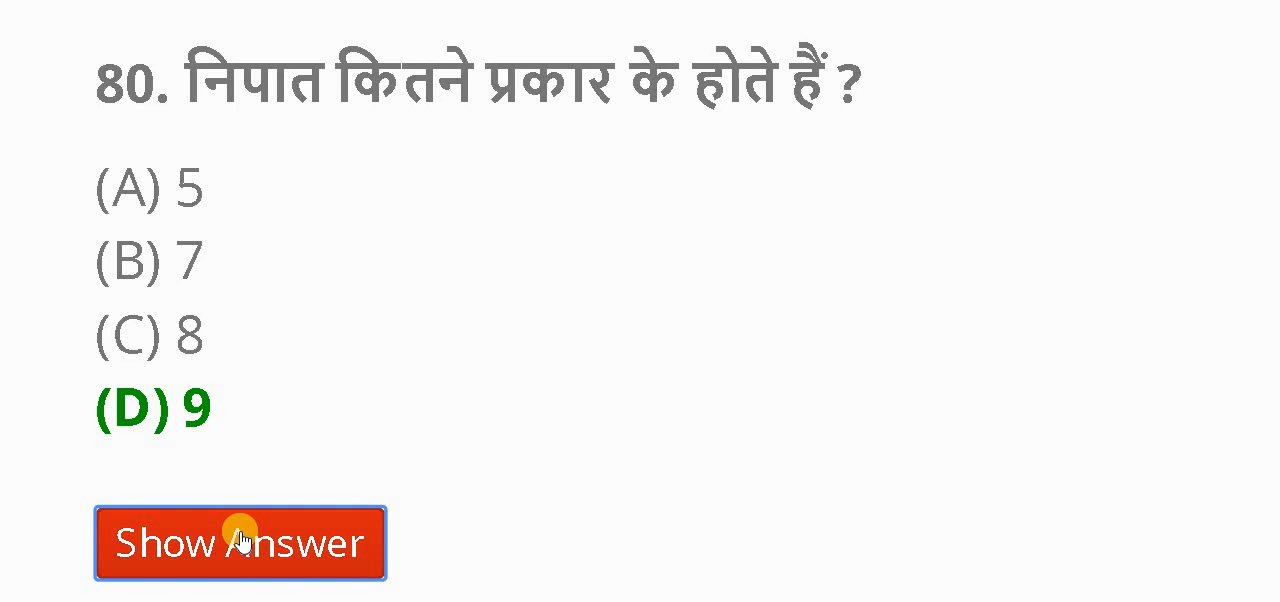 80. निपात कितने प्रकार के होते हैं ?
(A) 5
(B) 7
(C) 8
(D) 9
Show Answer